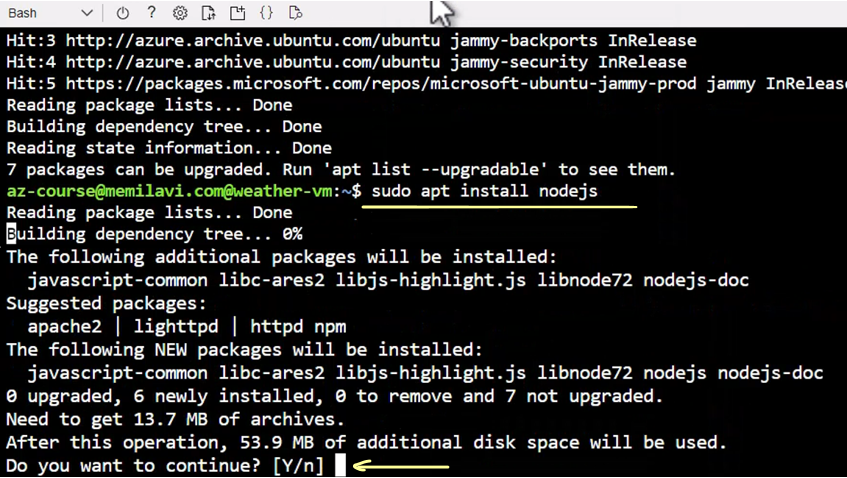 Bash
Hit:3 http://azure.archive.ubuntu.com/ubuntu jammy-backports InRelease
Hit:4 http://azure.archive.ubuntu.com/ubuntu jammy-security InRelease
Hit:5 https://packages.microsoft.com/repos/microsoft-ubuntu-jammy-prod jammy InRelease
Reading package lists... Done
Building dependency tree... Done
Reading state information... Done
7 packages can be upgraded. Run 'apt list --upgradable' to see them.
az-course@memilavi.com@weather-vm:~$ sudo apt install nodejs
Reading package lists... Done
Building dependency tree... 0%
The following additional packages will be installed:
javascript-common libc-ares2 libjs-highlight.js libnode72 nodejs-doc
Suggested packages:
apache2 | lighttpd | httpd npm
The following NEW packages will be installed:
javascript-common libc-ares2 libjs-highlight.js libnode72 nodejs nodejs-doc
0 upgraded, 6 newly installed, 0 to remove and 7 not upgraded.
Need to get 13.7 MB of archives.
After this operation, 53.9 MB of additional disk space will be used.
Do you want to continue? [Y/n]